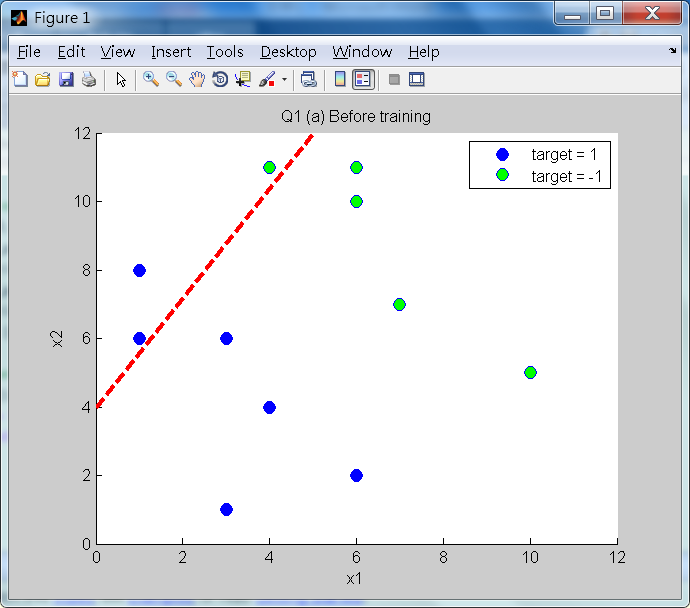 Figure 1
File Edit View Insert Tools Desktop Window Help
Q1 (a) Before training
12
10
8
6
4
2
0
x2
target = 1
target = -1
0 2 4 6 8 10 12
x1